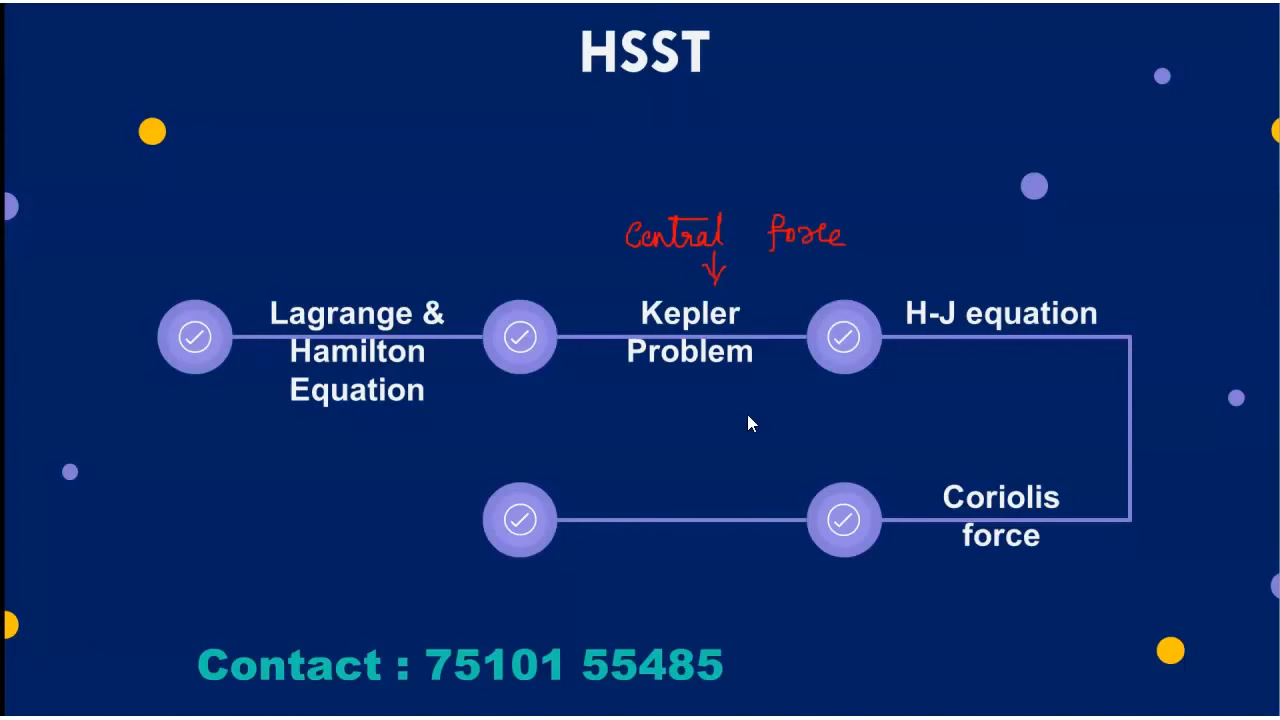 HSST
Central force
Lagrange &
Hamilton
Equation
Kepler
Problem
H-J equation
Coriolis
force
Contact : 75101 55485